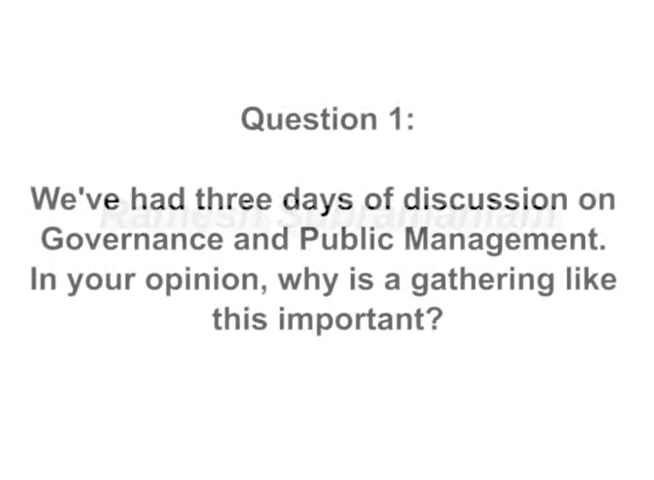 Question 1:
We've had three days of discussion on
Governance and Public Management.
In your opinion, why is a gathering like
this important?